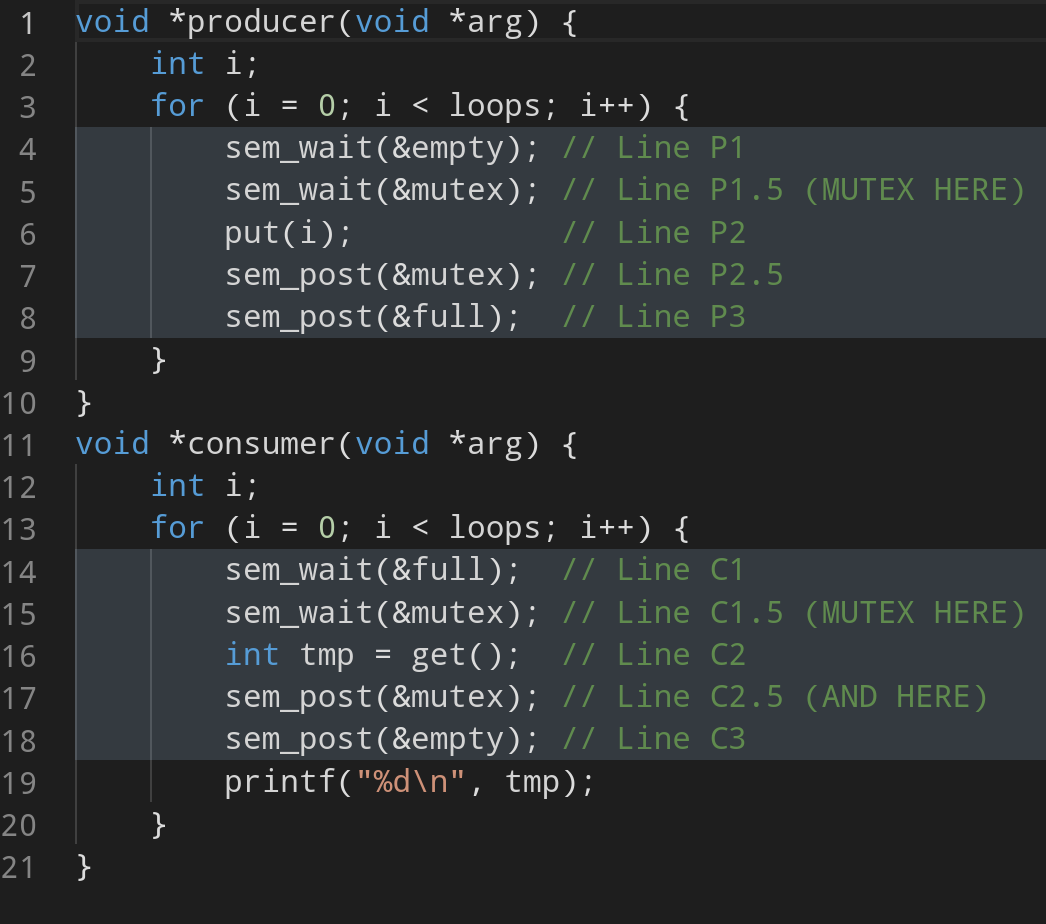 1 void *producer(void *arg) {
2     int i;
3     for (i = 0; i < loops; i++) {
4         sem_wait(&empty); // Line P1
5         sem_wait(&mutex); // Line P1.5 (MUTEX HERE)
6         put(i);           // Line P2
7         sem_post(&mutex); // Line P2.5
8         sem_post(&full);  // Line P3
9     }
10 }
11 void *consumer(void *arg) {
12     int i;
13     for (i = 0; i < loops; i++) {
14         sem_wait(&full);  // Line C1
15         sem_wait(&mutex); // Line C1.5 (MUTEX HERE)
16         int tmp = get();  // Line C2
17         sem_post(&mutex); // Line C2.5 (AND HERE)
18         sem_post(&empty); // Line C3
19         printf("%d\n", tmp);
20     }
21 }